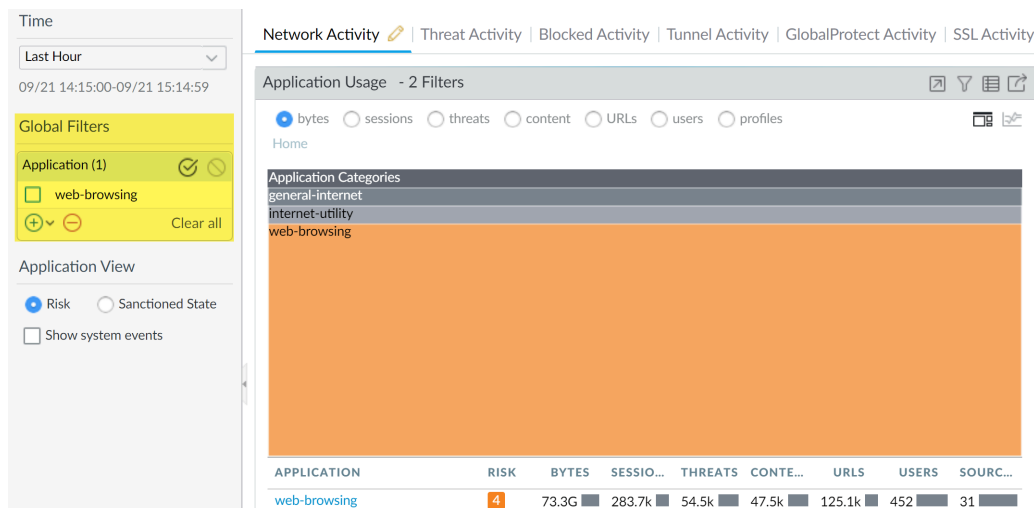 Time
Last Hour
09/21 14:15:00-09/21 15:14:59
Global Filters
Application (1)
web-browsing
Clear all
Application View
Risk Sanctioned State
Show system events
Network Activity Threat Activity Blocked Activity Tunnel Activity GlobalProtect Activity SSL Activity
Application Usage - 2 Filters
bytes sessions threats content URLs users profiles
Home
Application Categories
general-internet
internet-utility
web-browsing
APPLICATION RISK BYTES SESSIO... THREATS CONTE... URLS USERS SOURC...
web-browsing 4 73.3G 283.7k 54.5k 47.5k 125.1k 452 31